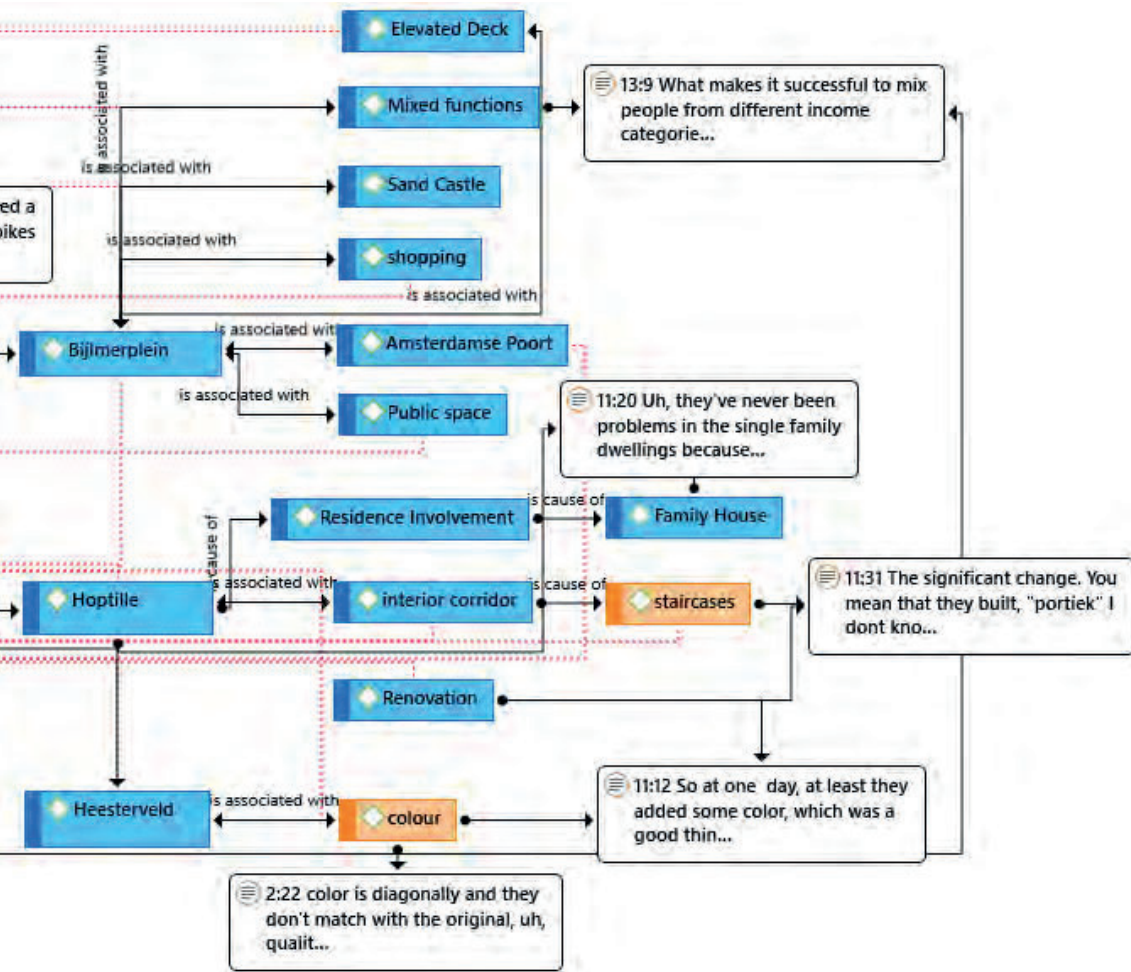 Elevated Deck
is associated with
13:9 What makes it successful to mix
people from different income
categorie...
Mixed functions
is associated with
Sand Castle
ed a
is associated with
shopping
is associated with
is associated with
Bijlmerplein
Amsterdamse Poort
is associated with
Public space
11:20 Uh, they've never been
problems in the single family
dwellings because...
is cause of
Residence Involvement
Family House
cause of
associated with
is cause of
Hoptille
interior corridor
staircases
11:31 The significant change. You
mean that they built, "portiek" I
dont kno...
Renovation
11:12 So at one day, at least they
added some color, which was a
good thin...
Heesterveld
is associated with
colour
2:22 color is diagonally and they
don't match with the original, uh,
qualit...